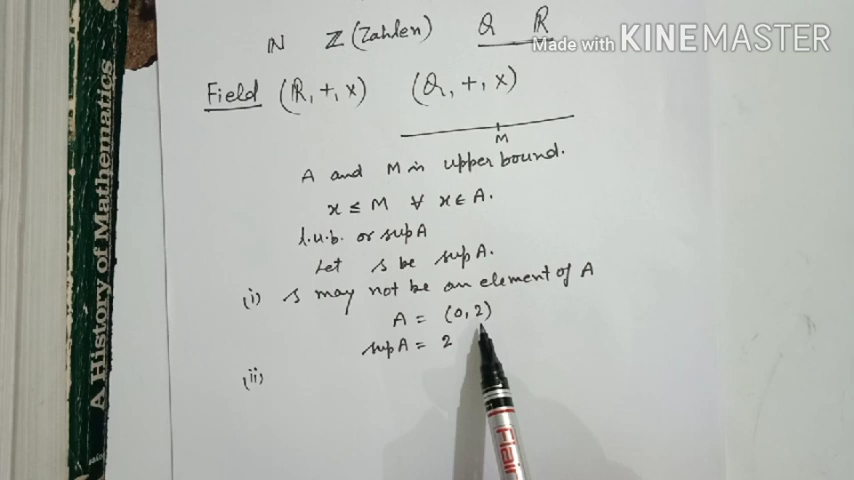 ℕ ℤ (Zahlen) ℚ ℝ
Made with KINEMASTER
Field (ℝ, +, ×) (ℚ, +, ×)
M
A and M is upper bound.
x ≤ M ∀ x ∈ A.
l.u.b. or sup A
Let s be sup A.
(i) s may not be an element of A
A = (0, 2)
sup A = 2
(ii)
A History of Mathematics
Flair